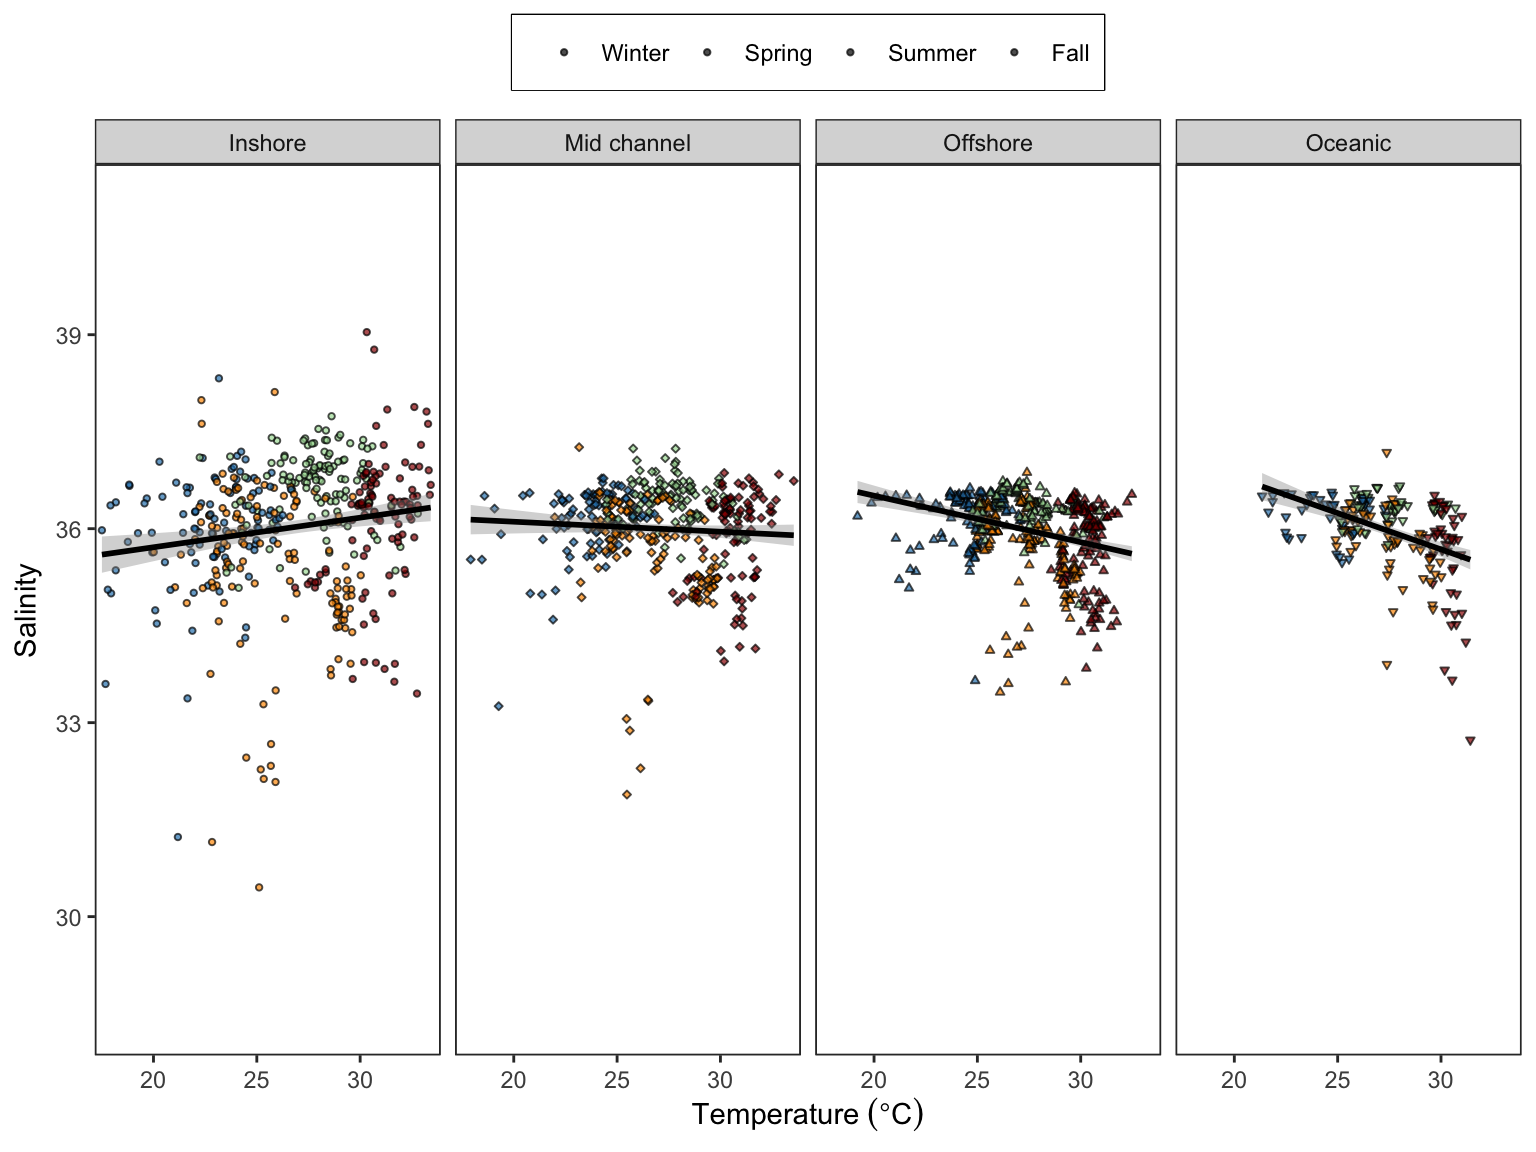 Winter Spring Summer Fall
Inshore Mid channel Offshore Oceanic
39
36
33
30
Salinity
20 25 30 20 25 30 20 25 30 20 25 30
Temperature (°C)